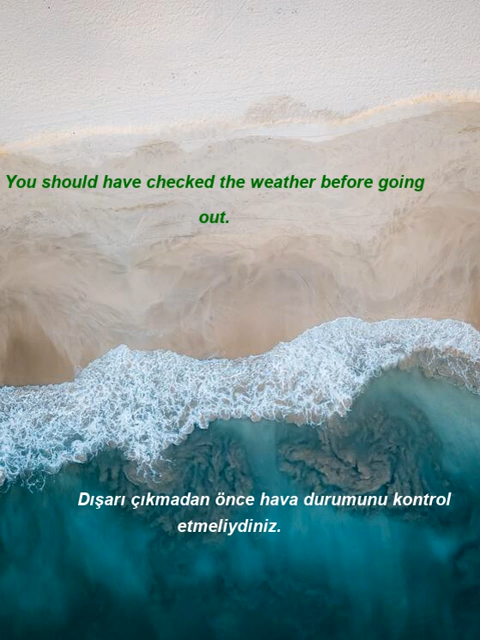 You should have checked the weather before going
out.
Dışarı çıkmadan önce hava durumunu kontrol
etmeliydiniz.